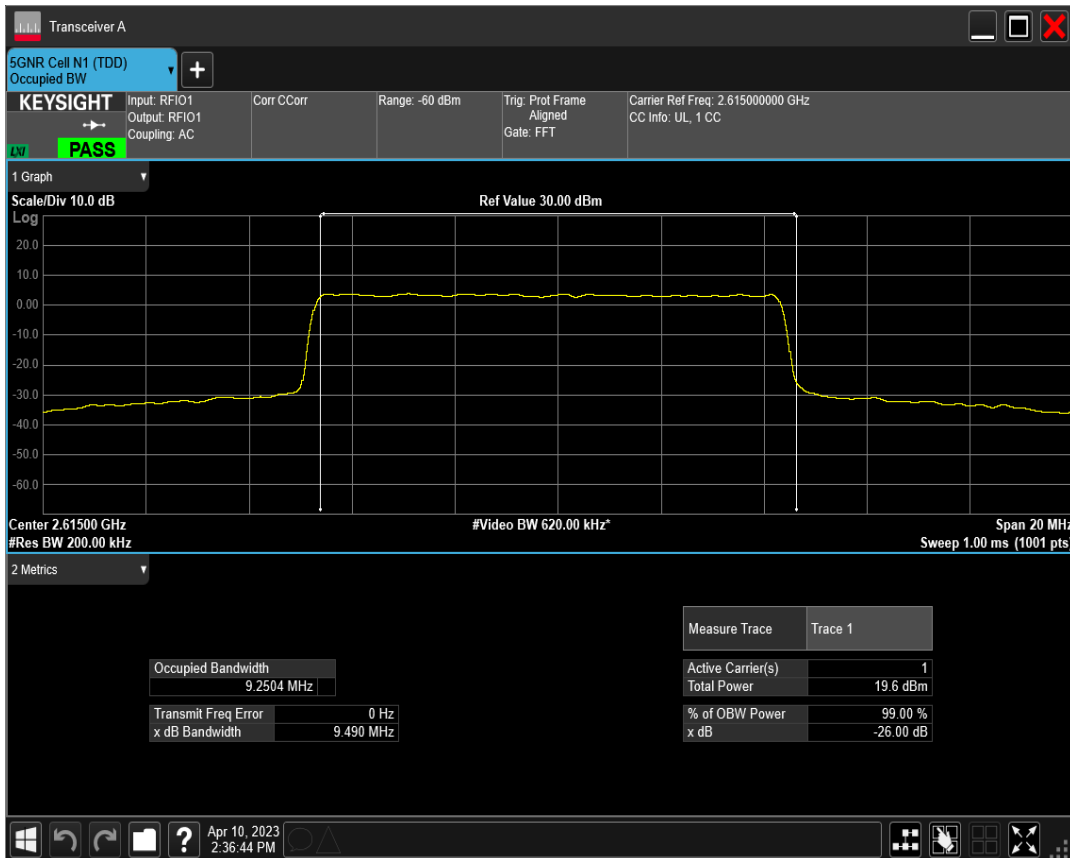 Transceiver A
5GNR Cell N1 (TDD)
Occupied BW
+
KEYSIGHT
LXI
PASS
Input: RFIO1
Output: RFIO1
Coupling: AC
Corr CCorr
Range: -60 dBm
Trig: Prot Frame
Aligned
Gate: FFT
Carrier Ref Freq: 2.615000000 GHz
CC Info: UL, 1 CC
1 Graph
Scale/Div 10.0 dB
Ref Value 30.00 dBm
Log
20.0
10.0
0.00
-10.0
-20.0
-30.0
-40.0
-50.0
-60.0
Center 2.61500 GHz
#Video BW 620.00 kHz*
Span 20 MHz
#Res BW 200.00 kHz
Sweep 1.00 ms (1001 pts)
2 Metrics
Measure Trace Trace 1
Occupied Bandwidth
9.2504 MHz
Active Carrier(s) 1
Total Power 19.6 dBm
Transmit Freq Error 0 Hz
x dB Bandwidth 9.490 MHz
% of OBW Power 99.00 %
x dB -26.00 dB
?
Apr 10, 2023
2:36:44 PM